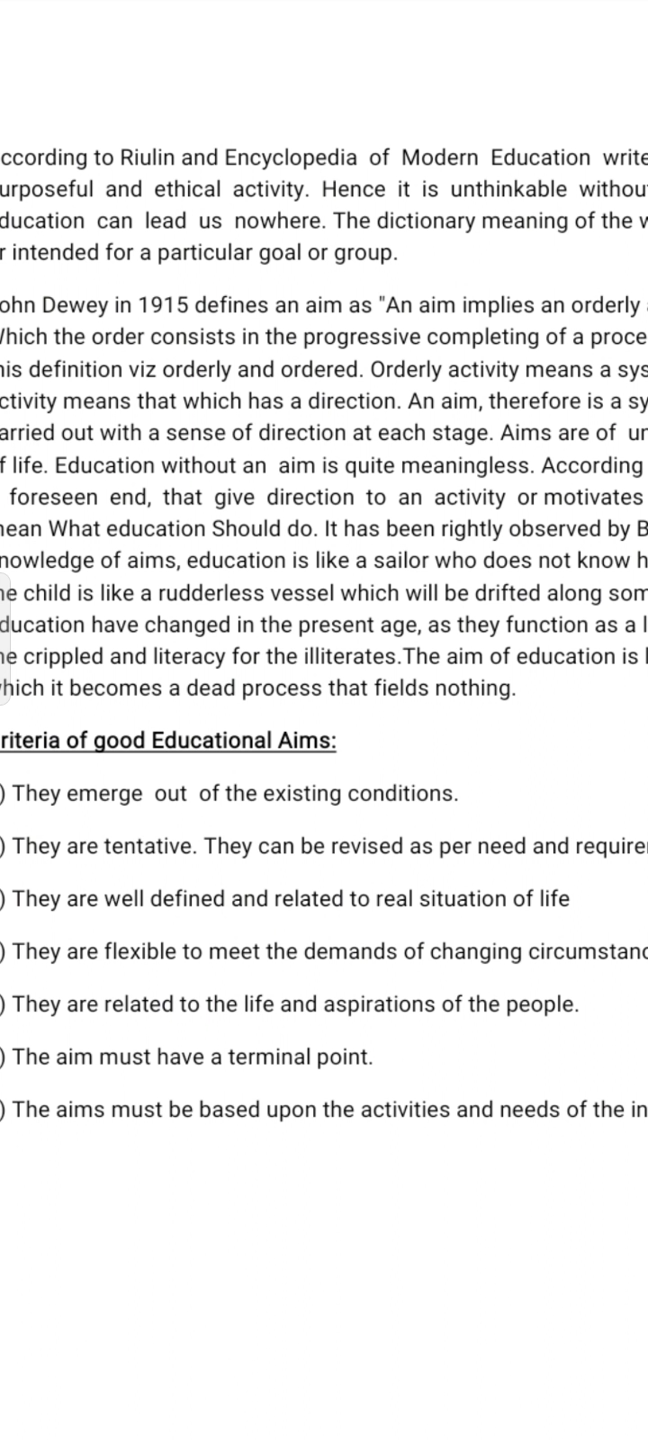 ccording to Riulin and Encyclopedia of Modern Education write
urposeful and ethical activity. Hence it is unthinkable withou
ducation can lead us nowhere. The dictionary meaning of the
r intended for a particular goal or group.
ohn Dewey in 1915 defines an aim as "An aim implies an orderly
hich the order consists in the progressive completing of a proce
his definition viz orderly and ordered. Orderly activity means a sys
ctivity means that which has a direction. An aim, therefore is a sy
arried out with a sense of direction at each stage. Aims are of un
f life. Education without an aim is quite meaningless. According
foreseen end, that give direction to an activity or motivates
ean What education Should do. It has been rightly observed by B
nowledge of aims, education is like a sailor who does not know h
he child is like a rudderless vessel which will be drifted along som
ducation have changed in the present age, as they function as a l
he crippled and literacy for the illiterates.The aim of education is
hich it becomes a dead process that fields nothing.
riteria of good Educational Aims:
) They emerge out of the existing conditions.
) They are tentative. They can be revised as per need and require
) They are well defined and related to real situation of life
) They are flexible to meet the demands of changing circumstanc
) They are related to the life and aspirations of the people.
) The aim must have a terminal point.
) The aims must be based upon the activities and needs of the in